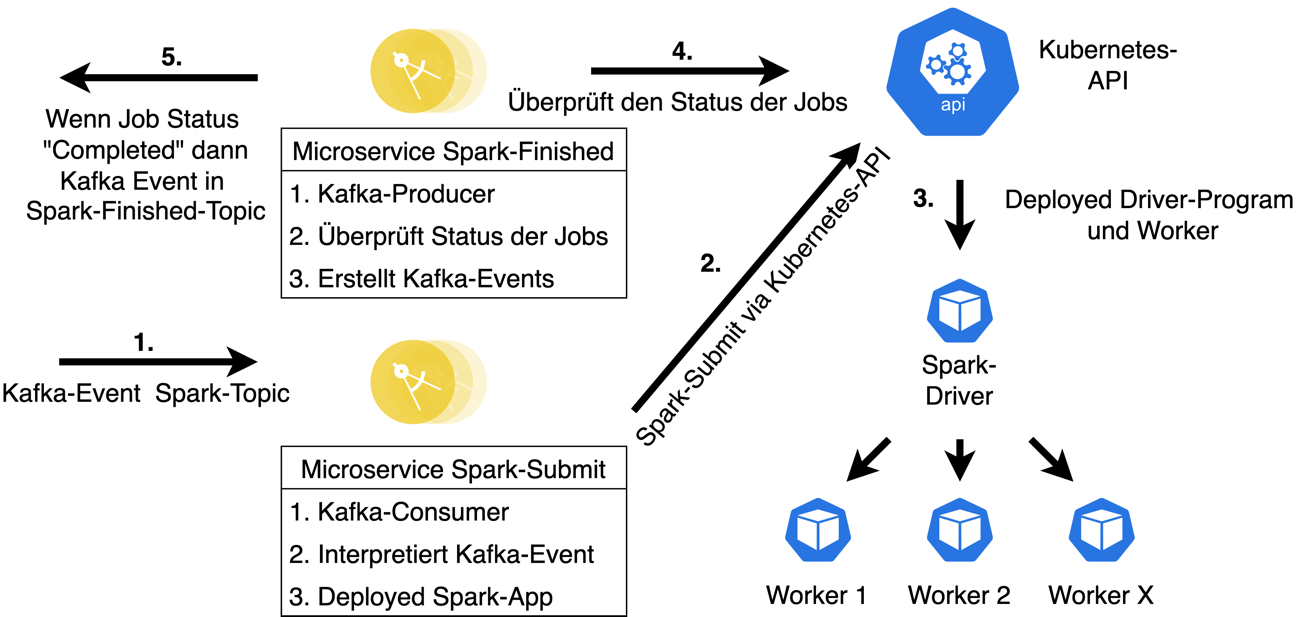 5.
Wenn Job Status
"Completed" dann
Kafka Event in
Spark-Finished-Topic
Microservice Spark-Finished
1. Kafka-Producer
2. Überprüft Status der Jobs
3. Erstellt Kafka-Events
4.
Überprüft den Status der Jobs
api
Kubernetes-
API
1.
Kafka-Event Spark-Topic
Microservice Spark-Submit
1. Kafka-Consumer
2. Interpretiert Kafka-Event
3. Deployed Spark-App
2.
Spark-Submit via Kubernetes-API
3.
Deployed Driver-Program
und Worker
Spark-
Driver
Worker 1
Worker 2
Worker X